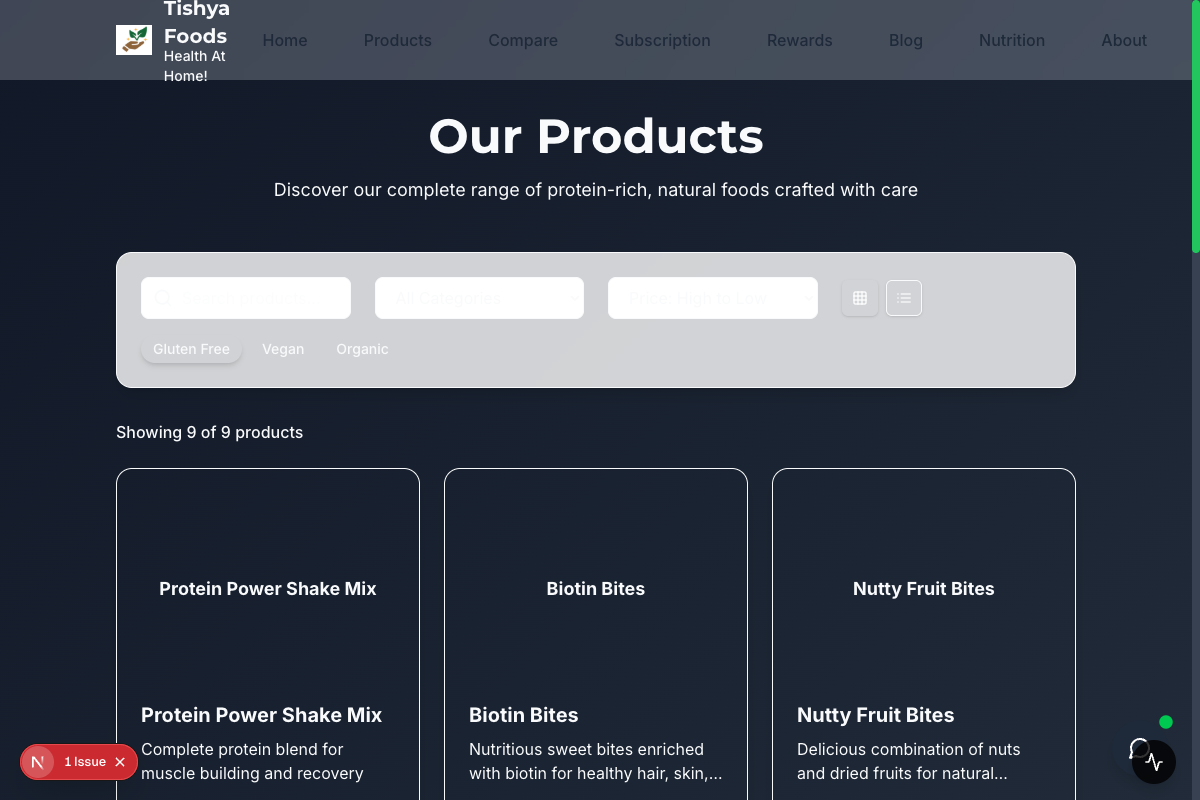 Tishya
Foods
Health At
Home!
Home
Products
Compare
Subscription
Rewards
Blog
Nutrition
About
Our Products
Discover our complete range of protein-rich, natural foods crafted with care
Search products...
All Categories
Price: High to Low
Gluten Free
Vegan
Organic
Showing 9 of 9 products
Protein Power Shake Mix
Biotin Bites
Nutty Fruit Bites
Protein Power Shake Mix
Complete protein blend for
muscle building and recovery
Biotin Bites
Nutritious sweet bites enriched
with biotin for healthy hair, skin,...
Nutty Fruit Bites
Delicious combination of nuts
and dried fruits for natural...
N
1 Issue